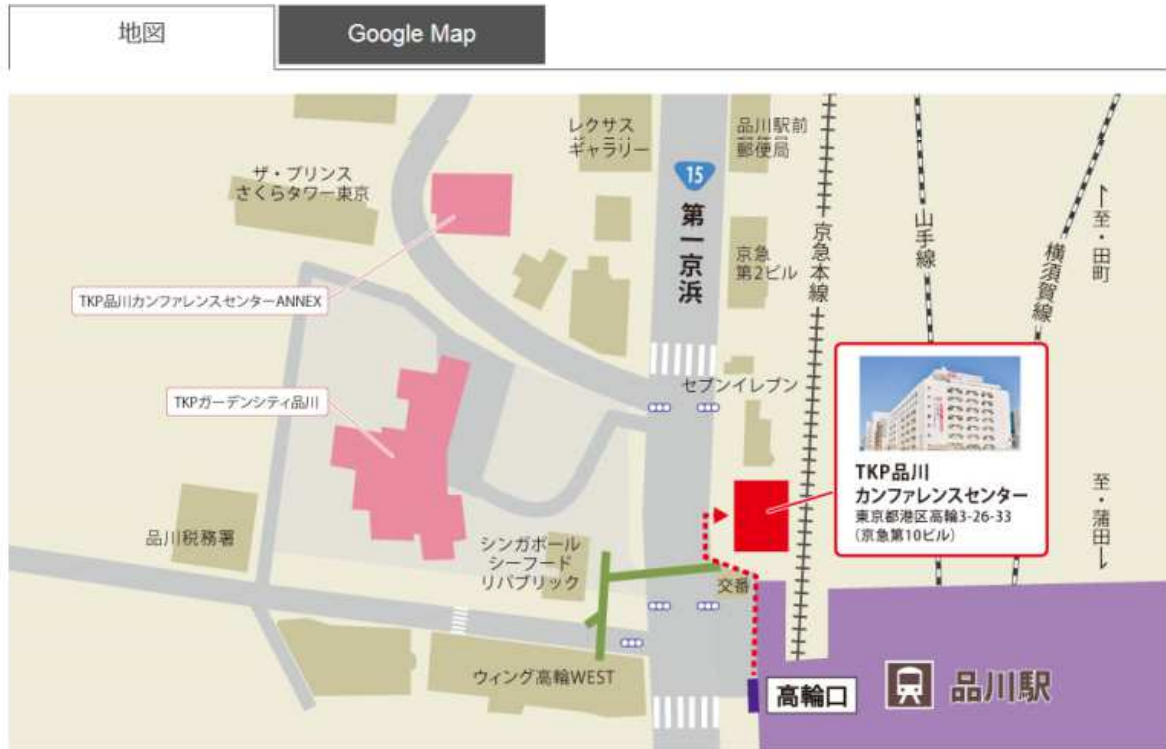 地図
Google Map
レクサス
ギャラリー
品川駅前
郵便局
15
第一京浜
ザ・プリンス
さくらタワー東京
京急
第2ビル
京急本線
山手線
横須賀線
至・田町
TKP品川カンファレンスセンターANNEX
セブンイレブン
TKPガーデンシティ品川
TKP品川
カンファレンスセンター
東京都港区高輪3-26-33
(京急第10ビル)
至・蒲田
品川税務署
シンガポール
シーフード
リパブリック
交番
ウィング高輪WEST
高輪口
品川駅